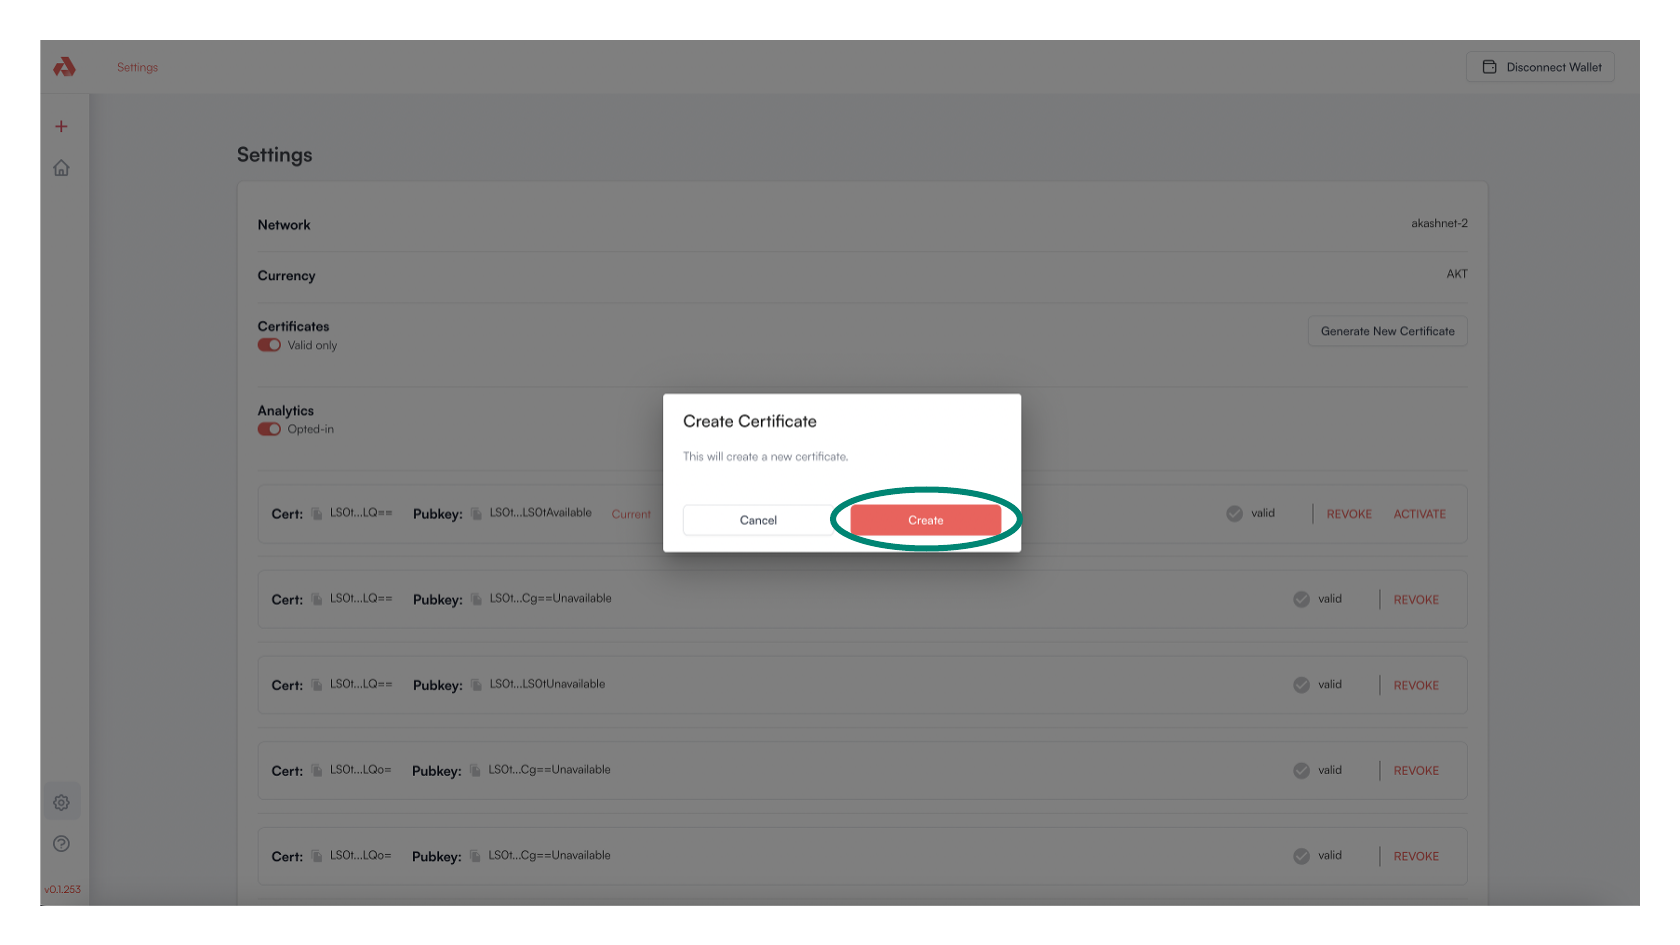 Settings
Disconnect Wallet
Settings
Network
akashnet-2
Currency
AKT
Certificates
Valid only
Generate New Certificate
Analytics
Opted-in
Create Certificate
This will create a new certificate.
Cancel
Create
Cert: LS0t...LQ== Pubkey: LS0t...LS0tAvailable Current valid REVOKE ACTIVATE
Cert: LS0t...LQ== Pubkey: LS0t...Cg==Unavailable valid REVOKE
Cert: LS0t...LQ== Pubkey: LS0t...LS0tUnavailable valid REVOKE
Cert: LS0t...LQo= Pubkey: LS0t...Cg==Unavailable valid REVOKE
Cert: LS0t...LQo= Pubkey: LS0t...Cg==Unavailable valid REVOKE
v0.1.253